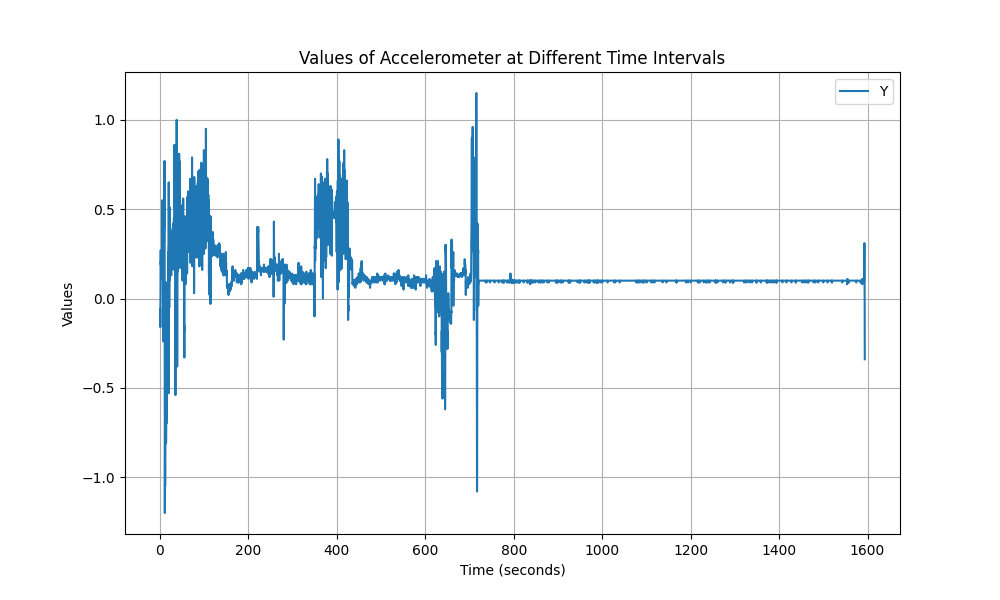 Values of Accelerometer at Different Time Intervals
Y
1.0
0.5
0.0
−0.5
−1.0
Values
0 200 400 600 800 1000 1200 1400 1600
Time (seconds)